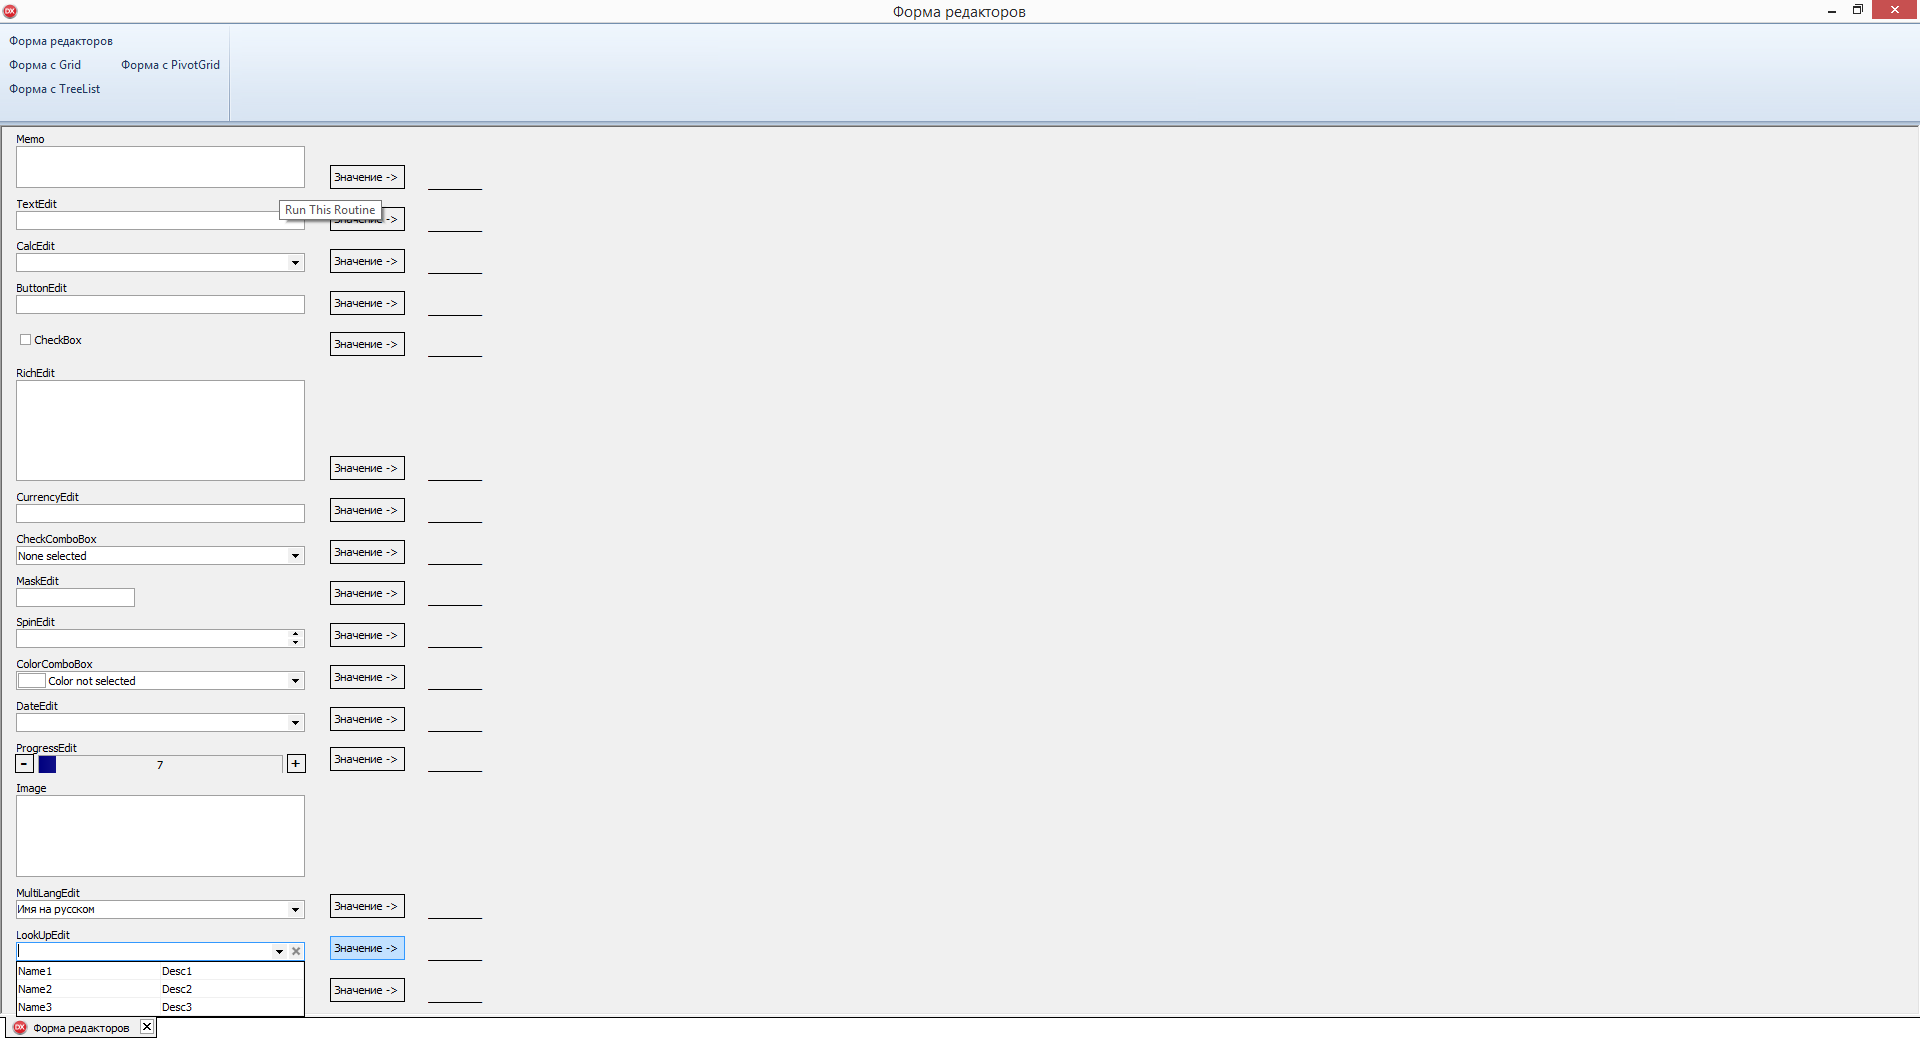 DX
Форма редакторов
Форма редакторов
Форма с Grid
Форма с PivotGrid
Форма с TreeList
Memo
Значение ->
TextEdit
Run This Routine
Значение ->
CalcEdit
Значение ->
ButtonEdit
Значение ->
CheckBox
Значение ->
RichEdit
Значение ->
CurrencyEdit
Значение ->
CheckComboBox
None selected
Значение ->
MaskEdit
Значение ->
SpinEdit
Значение ->
ColorComboBox
Color not selected
Значение ->
DateEdit
Значение ->
ProgressEdit
- 7 +
Значение ->
Image
MultiLangEdit
Имя на русском
Значение ->
LookUpEdit
Значение ->
Name1 Desc1
Name2 Desc2
Name3 Desc3
Значение ->
DX Форма редакторов